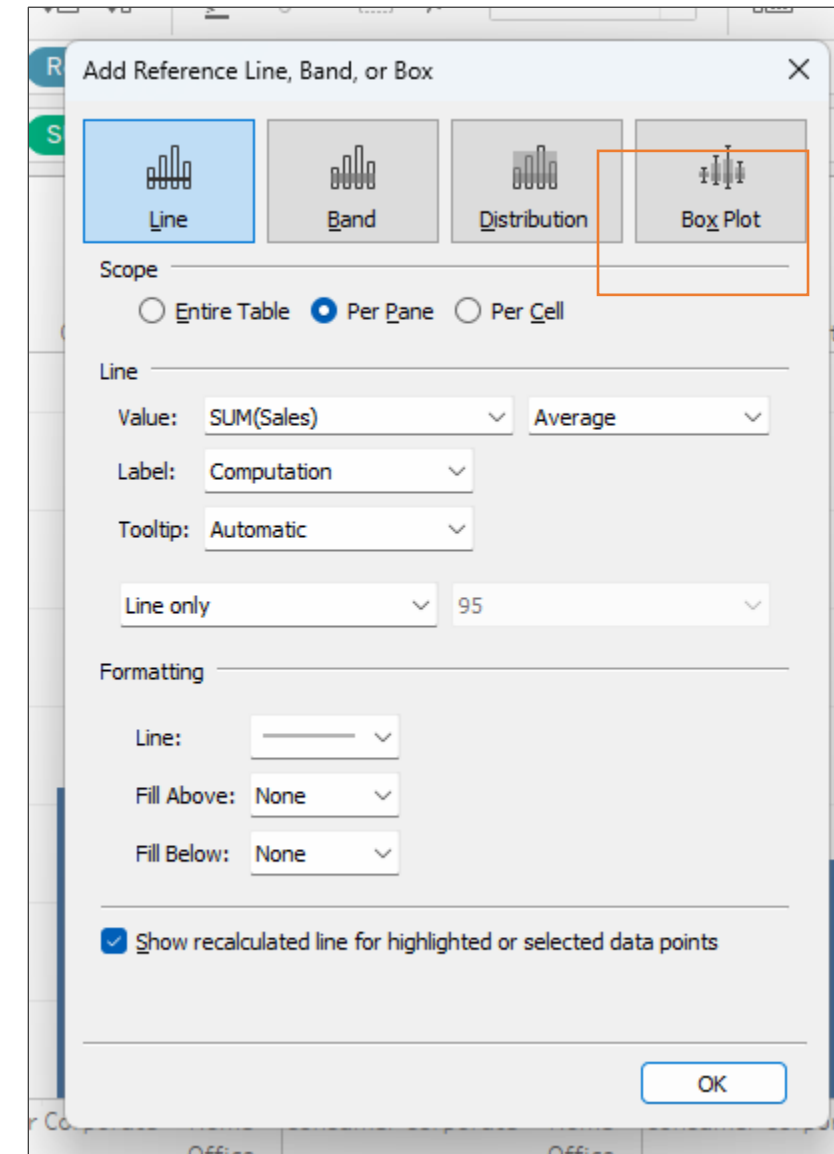 R
Add Reference Line, Band, or Box
S
Line Band Distribution Box Plot
Scope
Entire Table Per Pane Per Cell
Line
Value: SUM(Sales) Average
Label: Computation
Tooltip: Automatic
Line only 95
Formatting
Line:
Fill Above: None
Fill Below: None
Show recalculated line for highlighted or selected data points
OK
Office Office